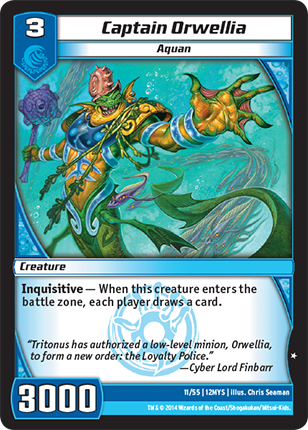 3
Captain Orwellia
Aquan
Creature
Inquisitive — When this creature enters the
battle zone, each player draws a card.
"Tritonus has authorized a low-level minion, Orwellia,
to form a new order: the Loyalty Police."
—Cyber Lord Finbarr
3000
11/55 | 12MYS | Illus. Chris Seaman
TM & © 2014 Wizards of the Coast/Shogakukan/Mitsui-Kids.